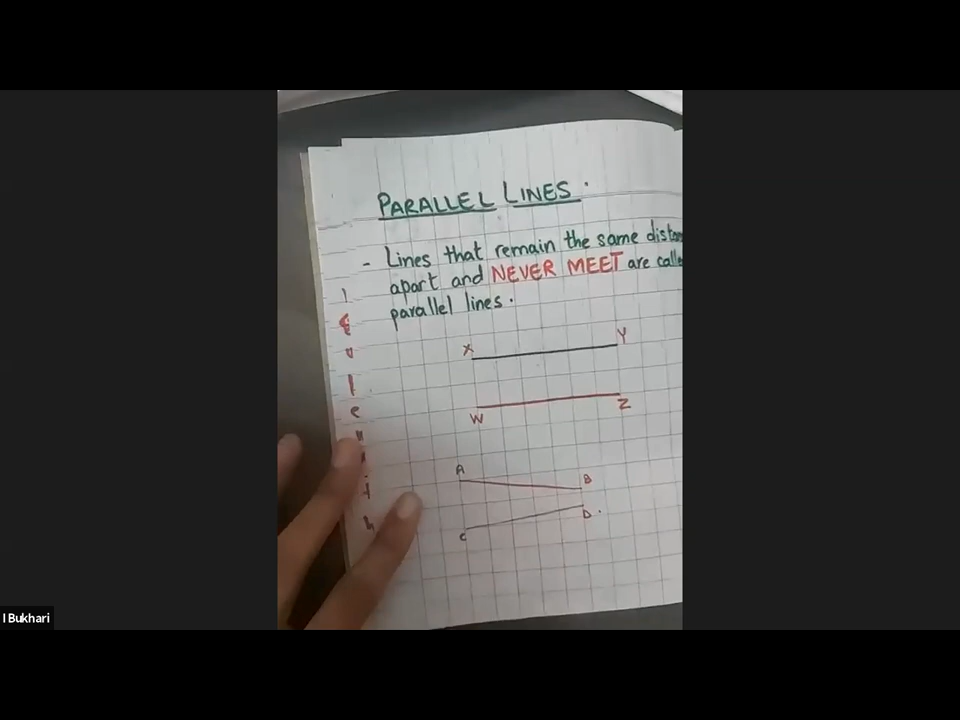 PARALLEL LINES.
- Lines that remain the same
apart and NEVER MEET are
parallel lines.
X Y
W Z
A B
C D.
I Bukhari